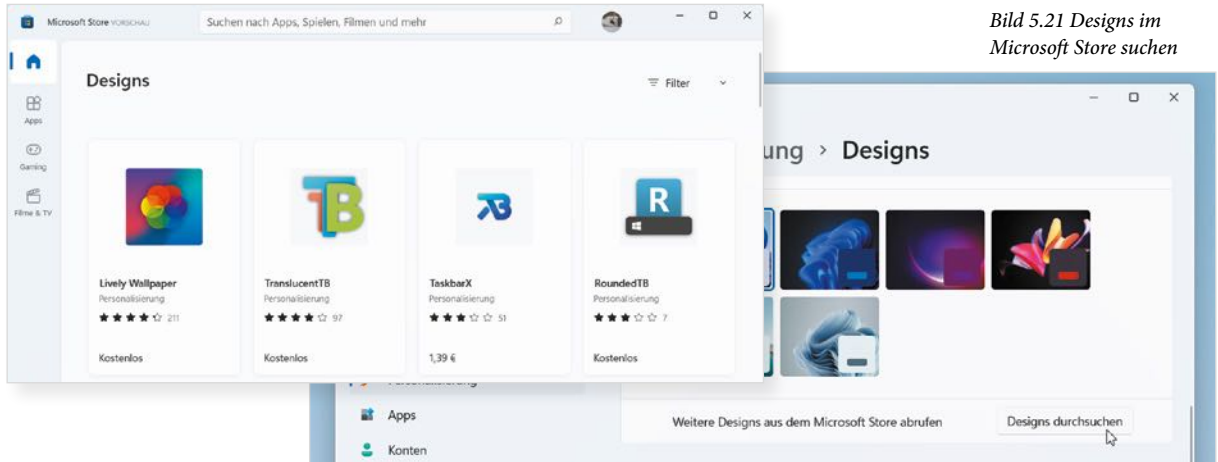 Bild 5.21 Designs im
Microsoft Store suchen
Microsoft Store VORSCHAU
Suchen nach Apps, Spielen, Filmen und mehr
Designs
Filter
Apps
Gaming
Filme & TV
TB
R
Lively Wallpaper
Personalisierung
211
Kostenlos
TranslucentTB
Personalisierung
97
Kostenlos
TaskbarX
Personalisierung
51
1,39 €
RoundedTB
Personalisierung
7
Kostenlos
ung > Designs
Personalisierung
Apps
Konten
Weitere Designs aus dem Microsoft Store abrufen
Designs durchsuchen